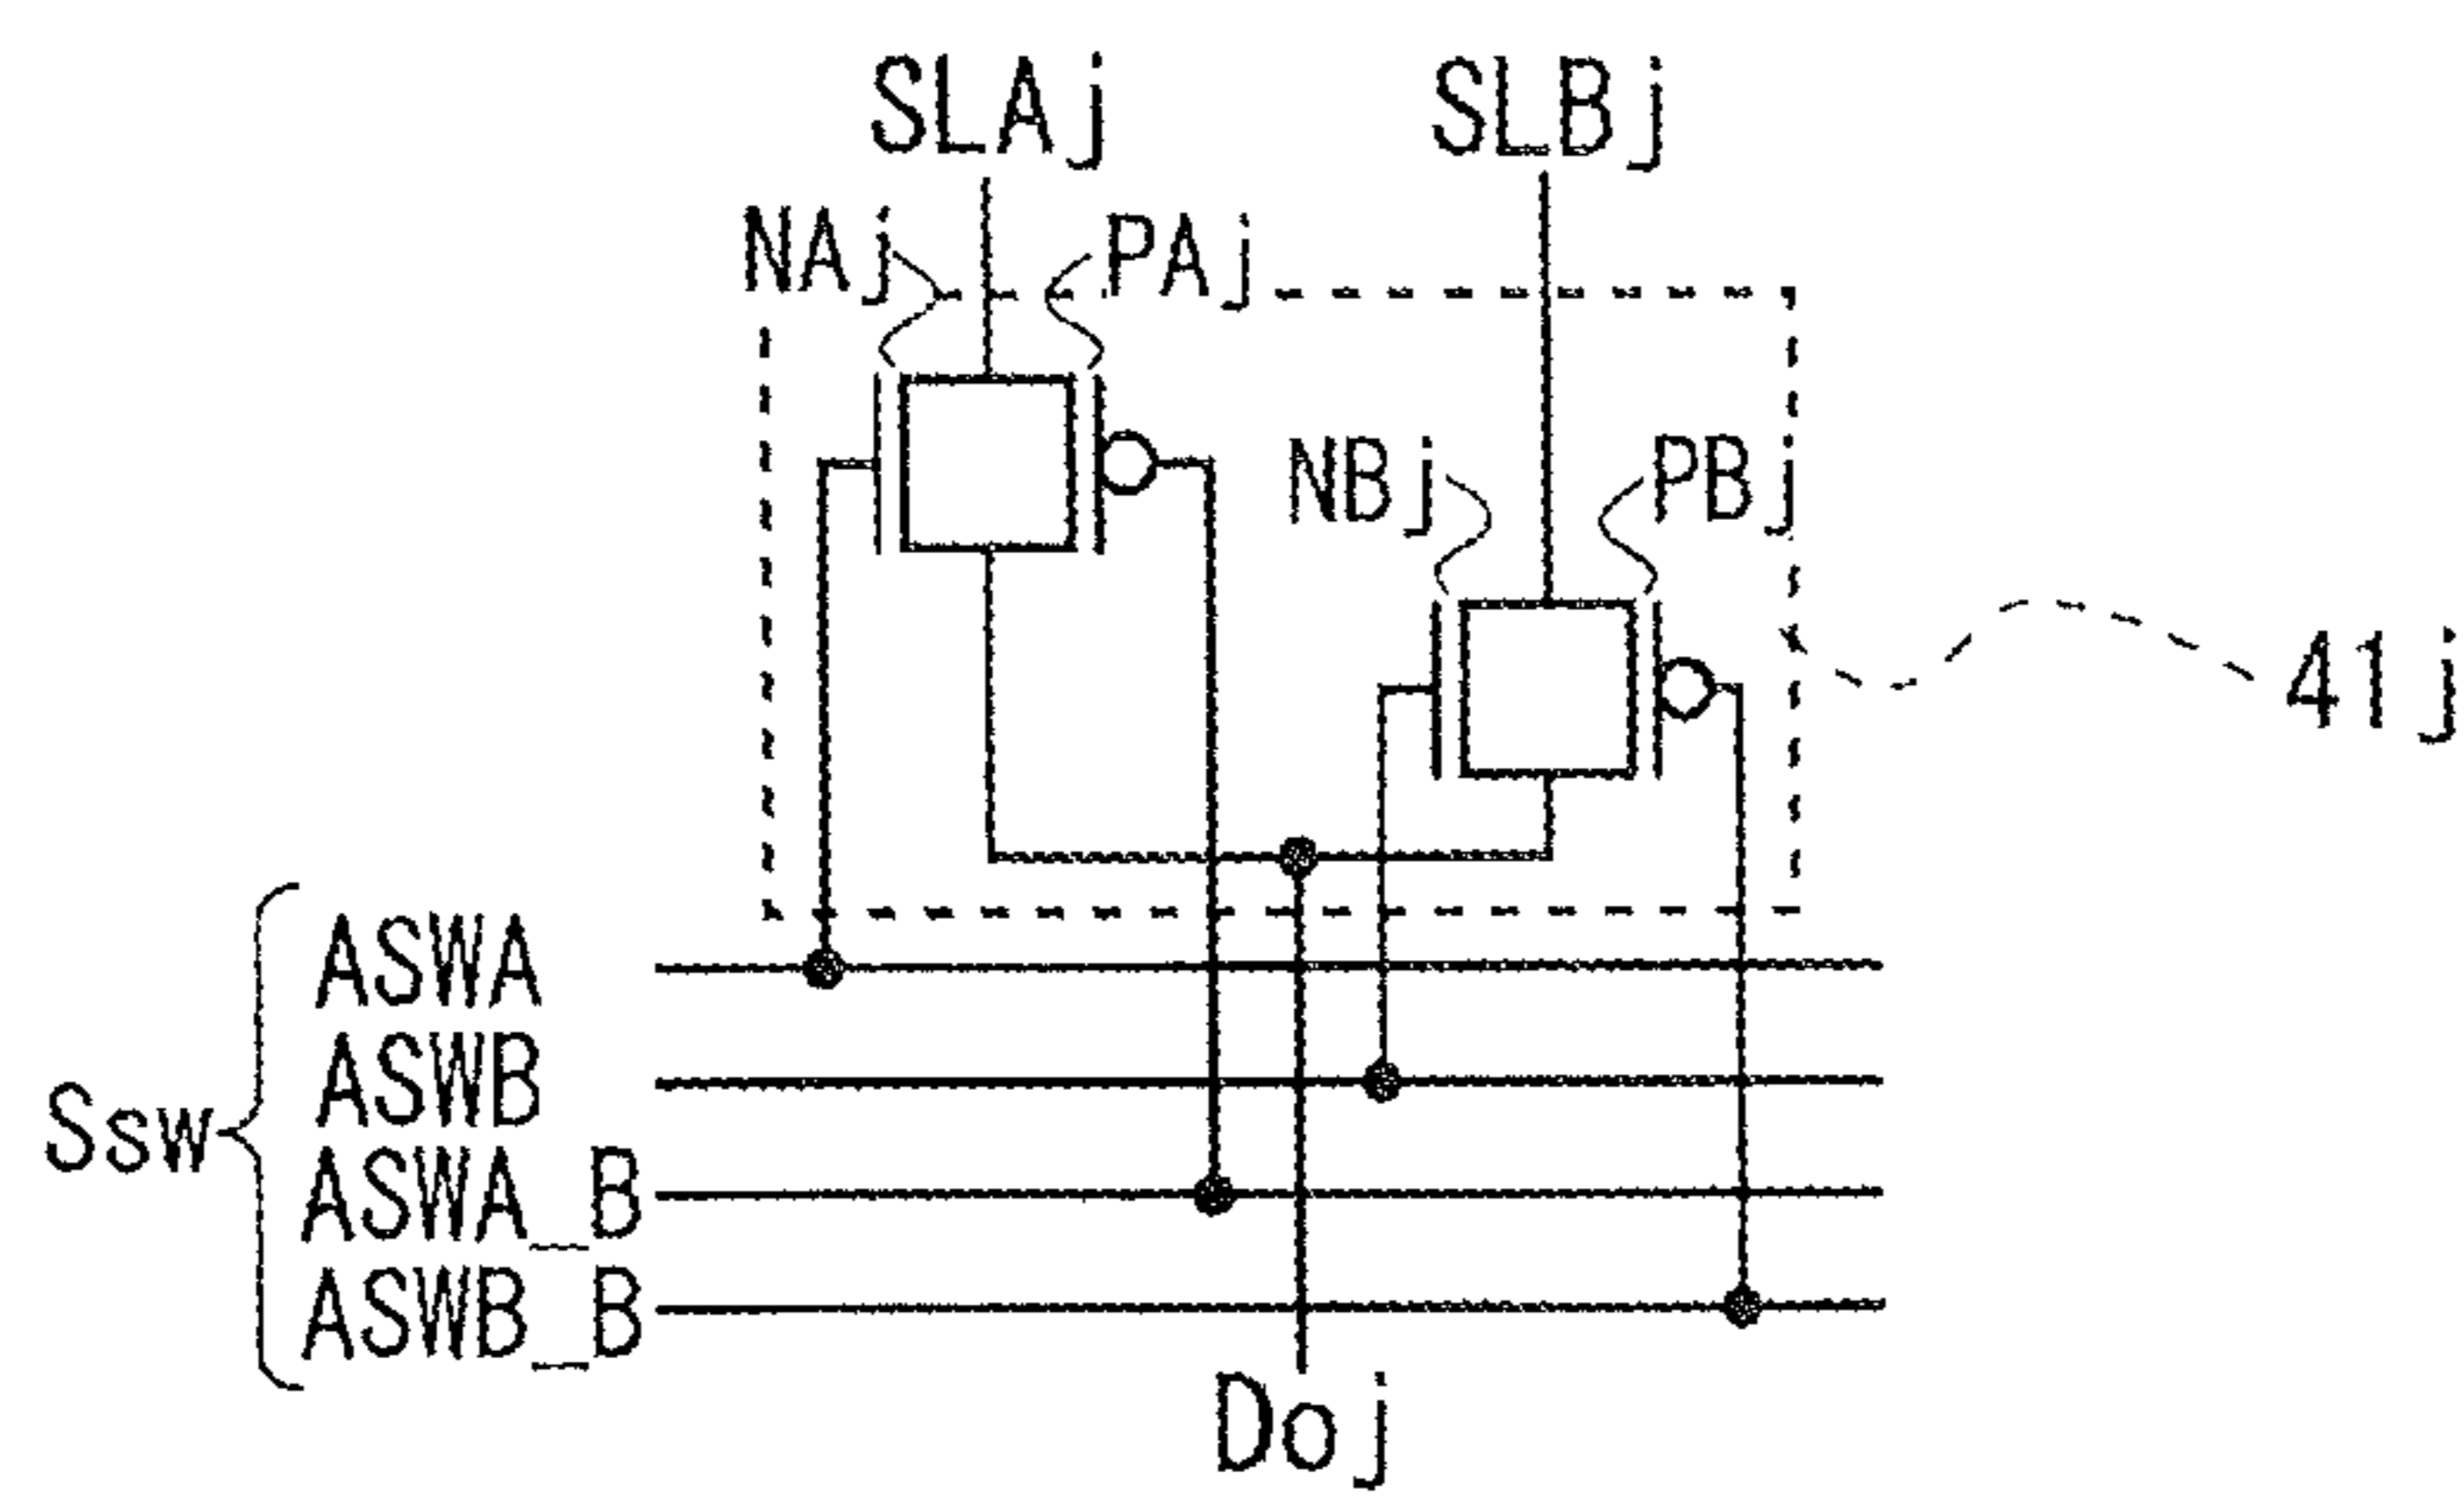 SLAj SLBj
NAj PAj
NBj PBj
41j
ASWA
ASWB
Ssw
ASWA_B
ASWB_B
Doj